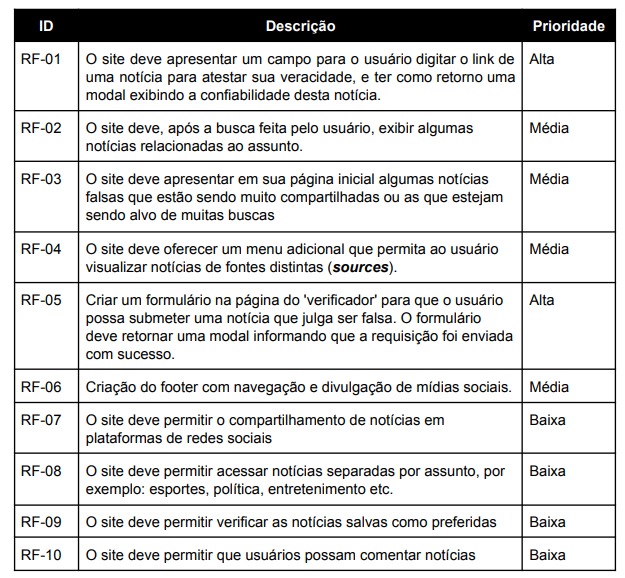 ID Descrição Prioridade
RF-01 O site deve apresentar um campo para o usuário digitar o link de Alta
uma notícia para atestar sua veracidade, e ter como retorno uma
modal exibindo a confiabilidade desta notícia.
RF-02 O site deve, após a busca feita pelo usuário, exibir algumas Média
notícias relacionadas ao assunto.
RF-03 O site deve apresentar em sua página inicial algumas notícias Média
falsas que estão sendo muito compartilhadas ou as que estejam
sendo alvo de muitas buscas
RF-04 O site deve oferecer um menu adicional que permita ao usuário Média
visualizar notícias de fontes distintas (sources).
RF-05 Criar um formulário na página do 'verificador' para que o usuário Alta
possa submeter uma notícia que julga ser falsa. O formulário
deve retornar uma modal informando que a requisição foi enviada
com sucesso.
RF-06 Criação do footer com navegação e divulgação de mídias sociais. Média
RF-07 O site deve permitir o compartilhamento de notícias em Baixa
plataformas de redes sociais
RF-08 O site deve permitir acessar notícias separadas por assunto, por Baixa
exemplo: esportes, política, entretenimento etc.
RF-09 O site deve permitir verificar as notícias salvas como preferidas Baixa
RF-10 O site deve permitir que usuários possam comentar notícias Baixa